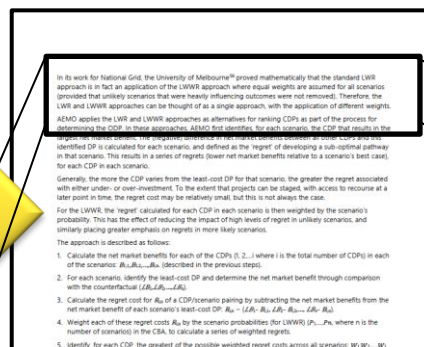 In its work for National Grid, the University of Melbourne⁵⁶ proved mathematically that the standard LWR
approach is in fact an application of the LWWR approach where equal weights are assumed for all scenarios
(provided that unlikely scenarios that were heavily influencing outcomes were not removed). Therefore, the
LWR and LWWR approaches can be thought of as a single approach, with the application of different weights.
AEMO applies the LWR and LWWR approaches as alternatives for ranking CDPs as part of the process for
determining the ODP. In these approaches, AEMO first identifies, for each scenario, the CDP that results in the
largest net market benefit. The (negative) difference in net market benefits between all other CDPs and this
identified DP is calculated for each scenario, and defined as the 'regret' of developing a sub-optimal pathway
in that scenario. This results in a series of regrets (lower net market benefits relative to a scenario's best case),
for each CDP in each scenario.
Generally, the more the CDP varies from the least-cost DP for that scenario, the greater the regret associated
with either under- or over-investment. To the extent that projects can be staged, with access to recourse at a
later point in time, the regret cost may be relatively small, but this is not always the case.
For the LWWR, the 'regret' calculated for each CDP in each scenario is then weighted by the scenario's
probability. This has the effect of reducing the impact of high levels of regret in unlikely scenarios, and
similarly placing greater emphasis on regrets in more likely scenarios.
The approach is described as follows:
1. Calculate the net market benefits for each of the CDPs (1, 2,...i where i is the total number of CDPs) in each
of the scenarios: (described in the previous steps).
2. For each scenario, identify the least-cost DP and determine the net market benefit through comparison
with the counterfactual
3. Calculate the regret cost for of a CDP/scenario pairing by subtracting the net market benefits from the
net market benefit of each scenario's least-cost DP:
4. Weight each of these regret costs by the scenario probabilities (for LWWR) where n is the
number of scenarios) in the CBA, to calculate a series of weighted regrets.
5. Identify, for each CDP, the greatest of the possible weighted regret costs across all scenarios: